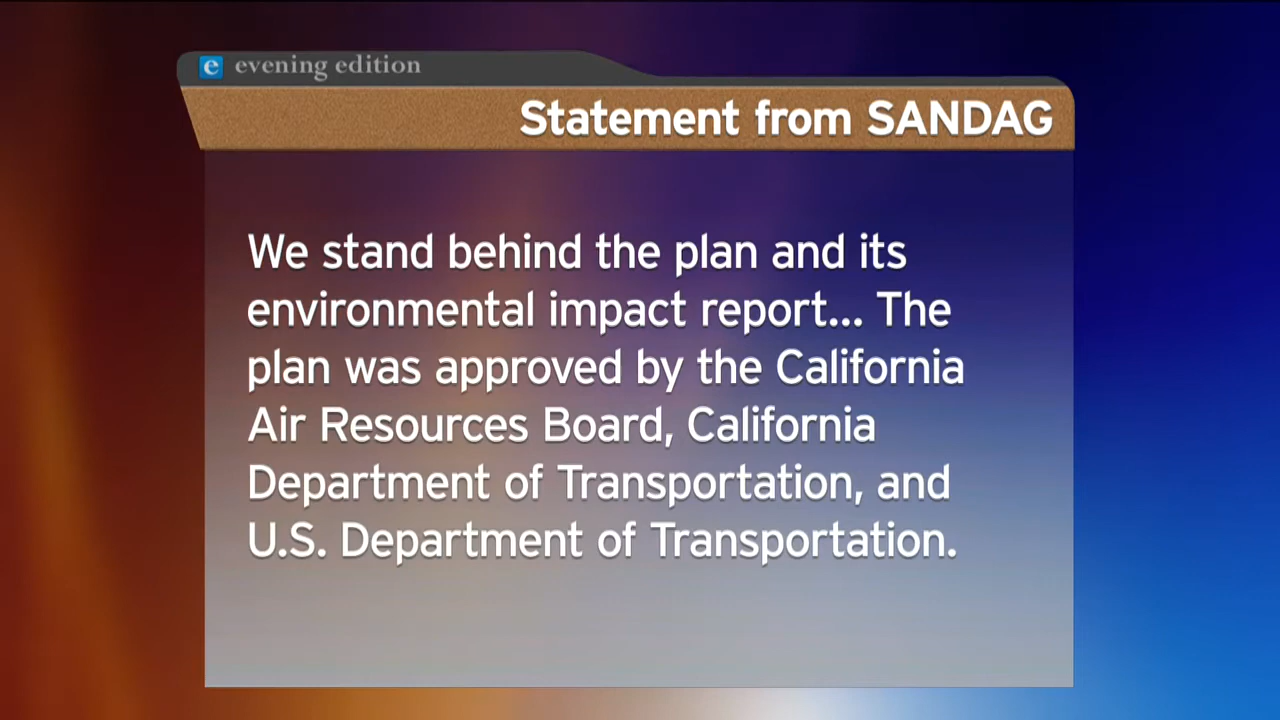 e evening edition
Statement from SANDAG
We stand behind the plan and its
environmental impact report... The
plan was approved by the California
Air Resources Board, California
Department of Transportation, and
U.S. Department of Transportation.